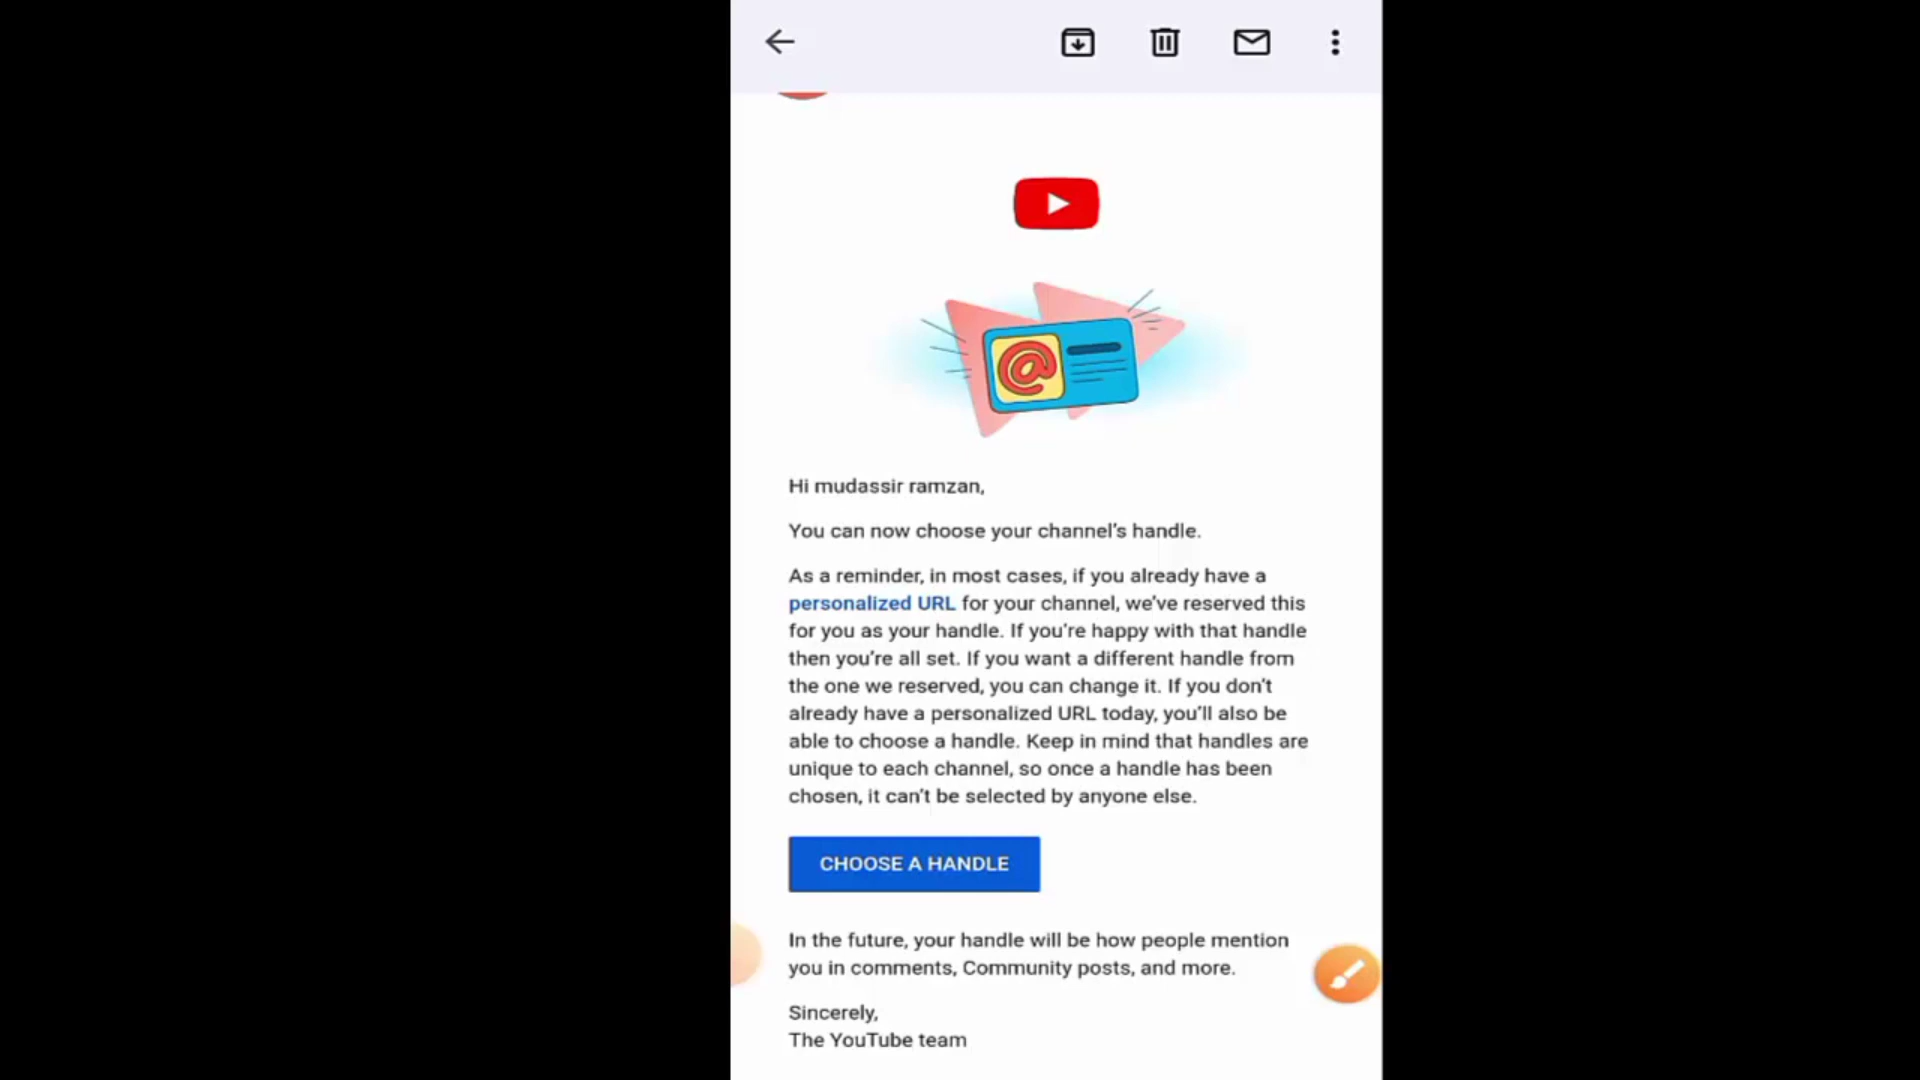 Hi mudassir ramzan,
You can now choose your channel's handle.
As a reminder, in most cases, if you already have a
personalized URL for your channel, we've reserved this
for you as your handle. If you're happy with that handle
then you're all set. If you want a different handle from
the one we reserved, you can change it. If you don't
already have a personalized URL today, you'll also be
able to choose a handle. Keep in mind that handles are
unique to each channel, so once a handle has been
chosen, it can't be selected by anyone else.
CHOOSE A HANDLE
In the future, your handle will be how people mention
you in comments, Community posts, and more.
Sincerely,
The YouTube team